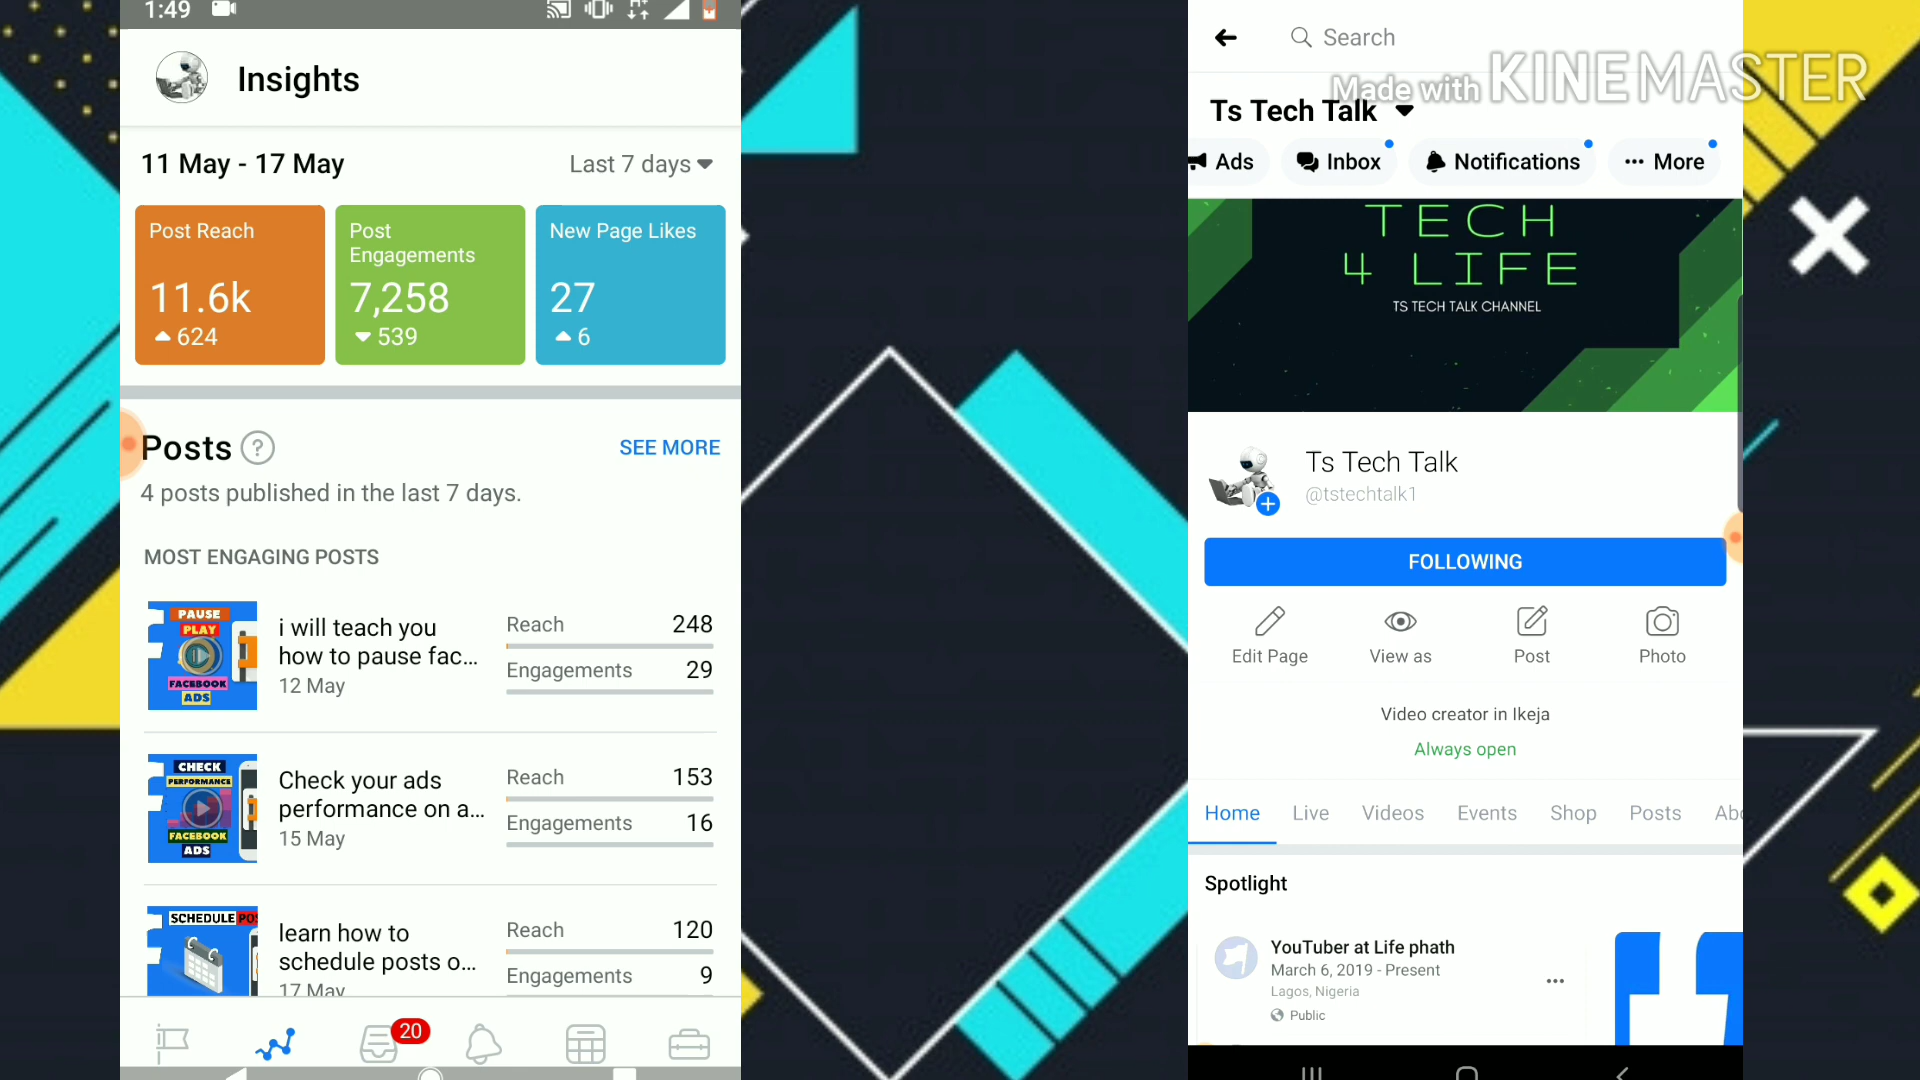 1:49
Insights
11 May - 17 May
Last 7 days
Post Reach
11.6k
624
Post
Engagements
7,258
539
New Page Likes
27
6
Posts ?
SEE MORE
4 posts published in the last 7 days.
MOST ENGAGING POSTS
PAUSE
PLAY
FACEBOOK
ADS
i will teach you
how to pause fac...
12 May
Reach 248
Engagements 29
CHECK
PERFORMANCE
FACEBOOK
ADS
Check your ads
performance on a...
15 May
Reach 153
Engagements 16
SCHEDULE POS
learn how to
schedule posts o...
17 May
Reach 120
Engagements 9
20
Search
Made with KINEMASTER
Ts Tech Talk
Ads
Inbox
Notifications
More
TECH
4 LIFE
TS TECH TALK CHANNEL
Ts Tech Talk
@tstechtalk1
FOLLOWING
Edit Page
View as
Post
Photo
Video creator in Ikeja
Always open
Home Live Videos Events Shop Posts Abo
Spotlight
YouTuber at Life phath
March 6, 2019 - Present
Lagos, Nigeria
Public